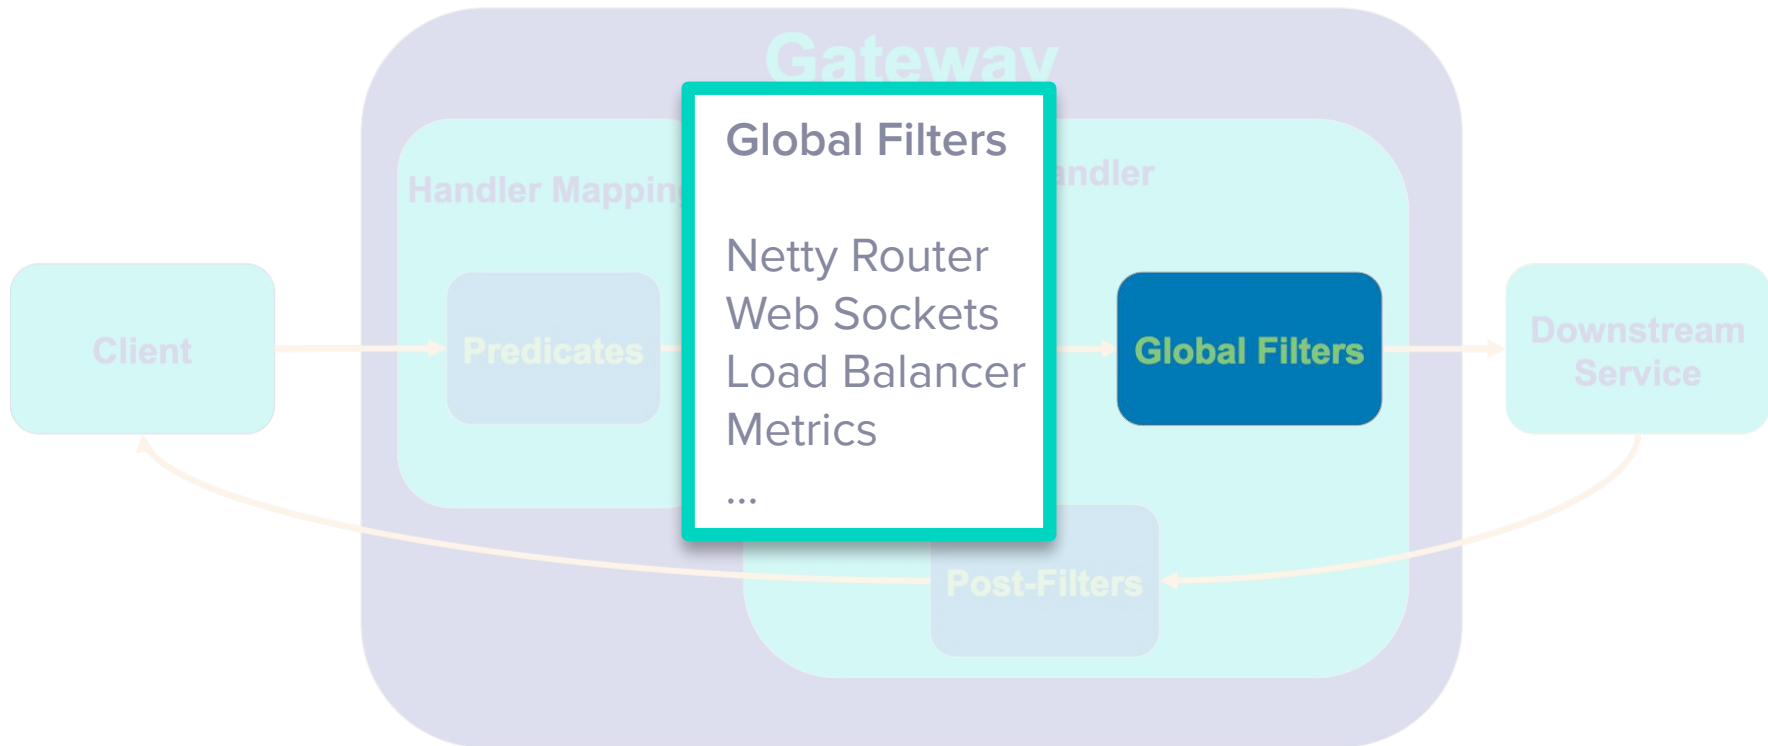 Gateway
Global Filters
Netty Router
Web Sockets
Load Balancer
Metrics
...
Handler Mapping
andler
Client
Predicates
Global Filters
Downstream
Service
Post-Filters